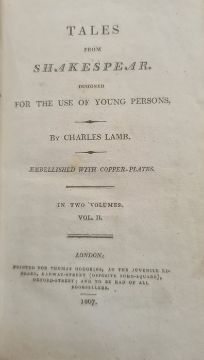 TALES
FROM
SHAKESPEAR.
DESIGNED
FOR THE USE OF YOUNG PERSONS,
BY CHARLES LAMB.
EMBELLISHED WITH COPPER-PLATES.
IN TWO VOLUMES.
VOL. II.
LONDON:
PRINTED FOR THOMAS HODGKINS, AT THE JUVENILE LI-
BRARY, HANWAY-STREET (OPPOSITE SOHO-SQUARE),
OXFORD-STREET; AND TO BE HAD OF ALL
BOOKSELLERS.
1807.